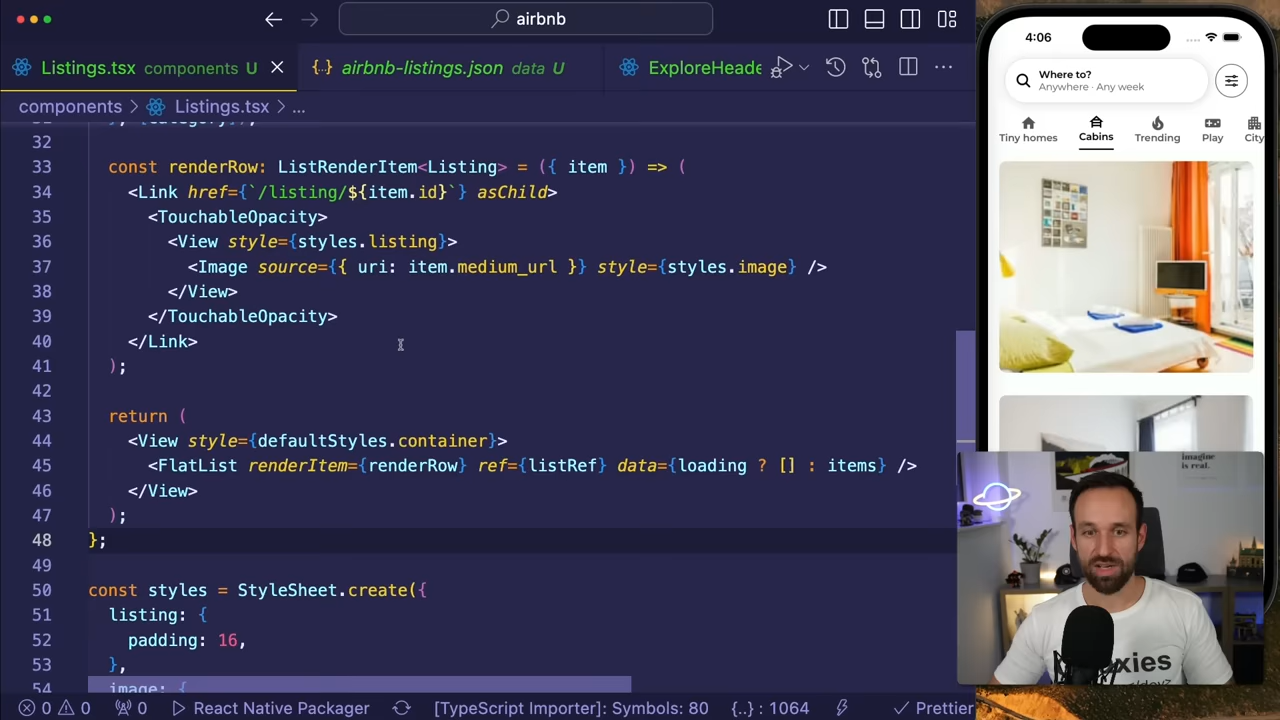 airbnb
Listings.tsx components U
airbnb-listings.json data U
ExploreHeade
components > Listings.tsx > ...
32
33 const renderRow: ListRenderItem<Listing> = ({ item }) => (
34 <Link href={`/listing/${item.id}`} asChild>
35 <TouchableOpacity>
36 <View style={styles.listing}>
37 <Image source={{ uri: item.medium_url }} style={styles.image} />
38 </View>
39 </TouchableOpacity>
40 </Link>
41 );
42
43 return (
44 <View style={defaultStyles.container}>
45 <FlatList renderItem={renderRow} ref={listRef} data={loading ? [] : items} />
46 </View>
47 );
48 };
49
50 const styles = StyleSheet.create({
51 listing: {
52 padding: 16,
53 },
54 image: {
0 0 0 React Native Packager [TypeScript Importer]: Symbols: 80 {..} : 1064 Prettier
4:06
Where to?
Anywhere · Any week
Tiny homes Cabins Trending Play City
imagine
is real.